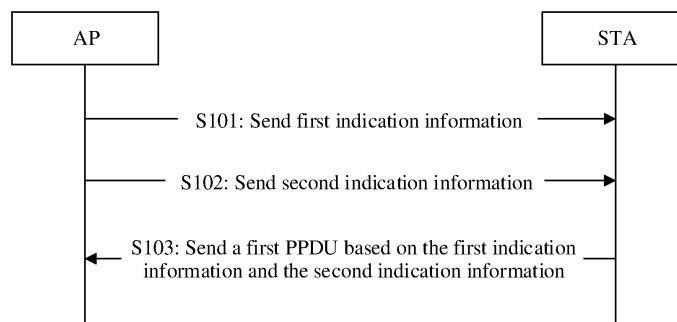 AP
STA
S101: Send first indication information
S102: Send second indication information
S103: Send a first PPDU based on the first indication
information and the second indication information